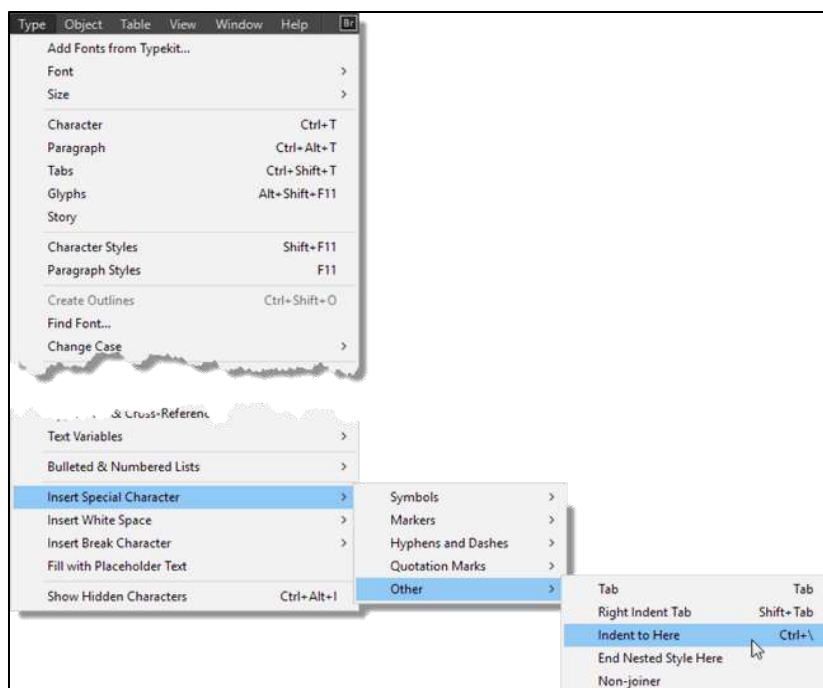 Type Object Table View Window Help Br
Add Fonts from Typekit...
Font
Size
Character Ctrl+T
Paragraph Ctrl+Alt+T
Tabs Ctrl+Shift+T
Glyphs Alt+Shift+F11
Story
Character Styles Shift+F11
Paragraph Styles F11
Create Outlines Ctrl+Shift+O
Find Font...
Change Case
& Cross-Referenc
Text Variables
Bulleted & Numbered Lists
Insert Special Character Symbols
Insert White Space Markers
Insert Break Character Hyphens and Dashes
Fill with Placeholder Text Quotation Marks
Show Hidden Characters Ctrl+Alt+I Other Tab Tab
Right Indent Tab Shift+Tab
Indent to Here Ctrl+\
End Nested Style Here
Non-joiner